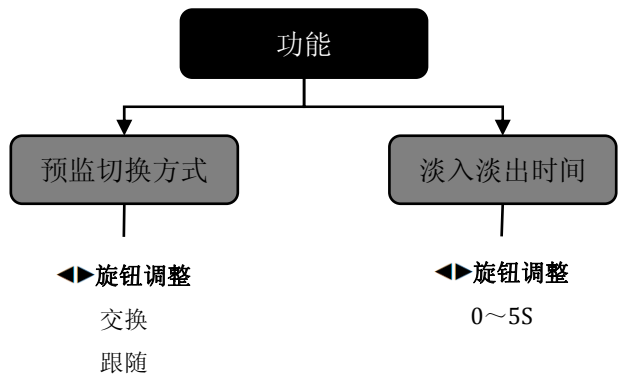 功能
预监切换方式
淡入淡出时间
◀▶旋钮调整
交换
跟随
◀▶旋钮调整
0～5S